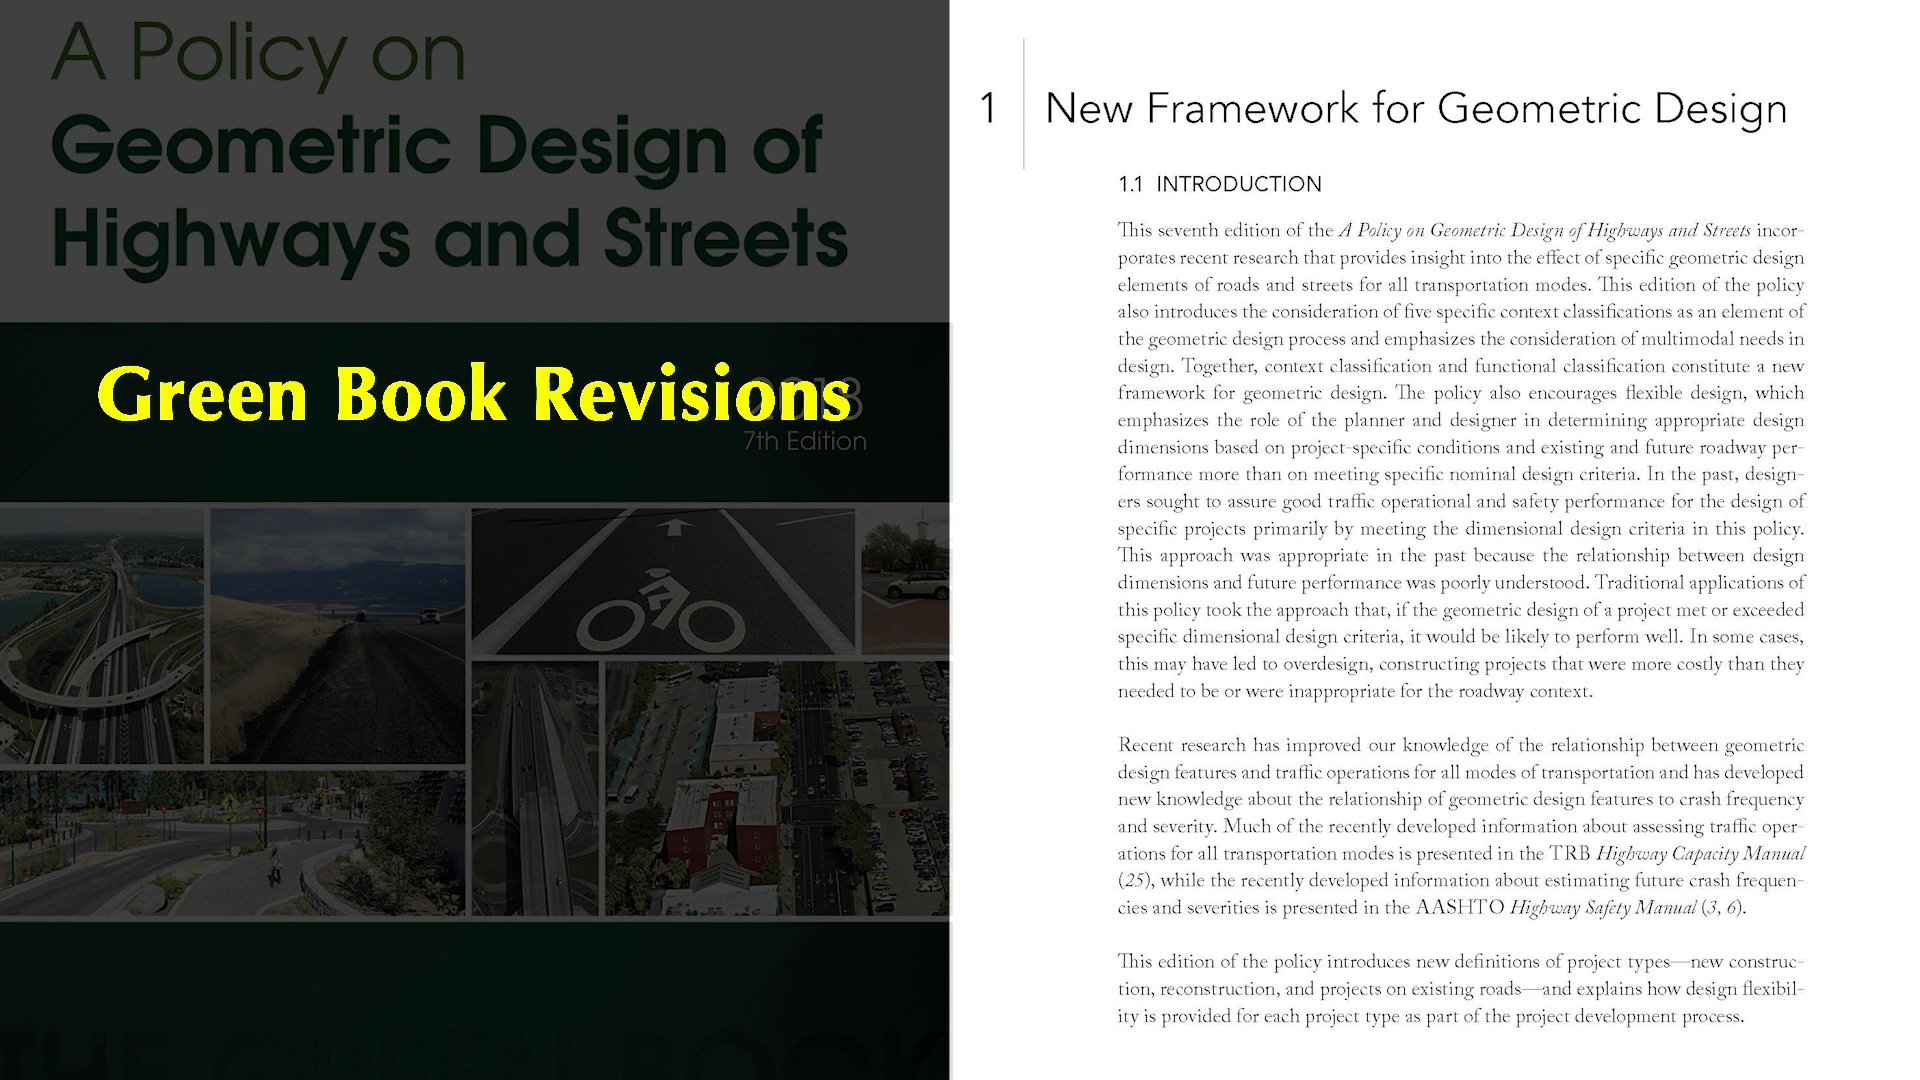 A Policy on
Geometric Design of
Highways and Streets
Green Book Revisions
2018
7th Edition
THE GREEN BOOK
1 New Framework for Geometric Design
1.1 INTRODUCTION
This seventh edition of the A Policy on Geometric Design of Highways and Streets incor-
porates recent research that provides insight into the effect of specific geometric design
elements of roads and streets for all transportation modes. This edition of the policy
also introduces the consideration of five specific context classifications as an element of
the geometric design process and emphasizes the consideration of multimodal needs in
design. Together, context classification and functional classification constitute a new
framework for geometric design. The policy also encourages flexible design, which
emphasizes the role of the planner and designer in determining appropriate design
dimensions based on project-specific conditions and existing and future roadway per-
formance more than on meeting specific nominal design criteria. In the past, design-
ers sought to assure good traffic operational and safety performance for the design of
specific projects primarily by meeting the dimensional design criteria in this policy.
This approach was appropriate in the past because the relationship between design
dimensions and future performance was poorly understood. Traditional applications of
this policy took the approach that, if the geometric design of a project met or exceeded
specific dimensional design criteria, it would be likely to perform well. In some cases,
this may have led to overdesign, constructing projects that were more costly than they
needed to be or were inappropriate for the roadway context.
Recent research has improved our knowledge of the relationship between geometric
design features and traffic operations for all modes of transportation and has developed
new knowledge about the relationship of geometric design features to crash frequency
and severity. Much of the recently developed information about assessing traffic oper-
ations for all transportation modes is presented in the TRB Highway Capacity Manual
(25), while the recently developed information about estimating future crash frequen-
cies and severities is presented in the AASHTO Highway Safety Manual (3, 6).
This edition of the policy introduces new definitions of project types—new construc-
tion, reconstruction, and projects on existing roads—and explains how design flexibil-
ity is provided for each project type as part of the project development process.